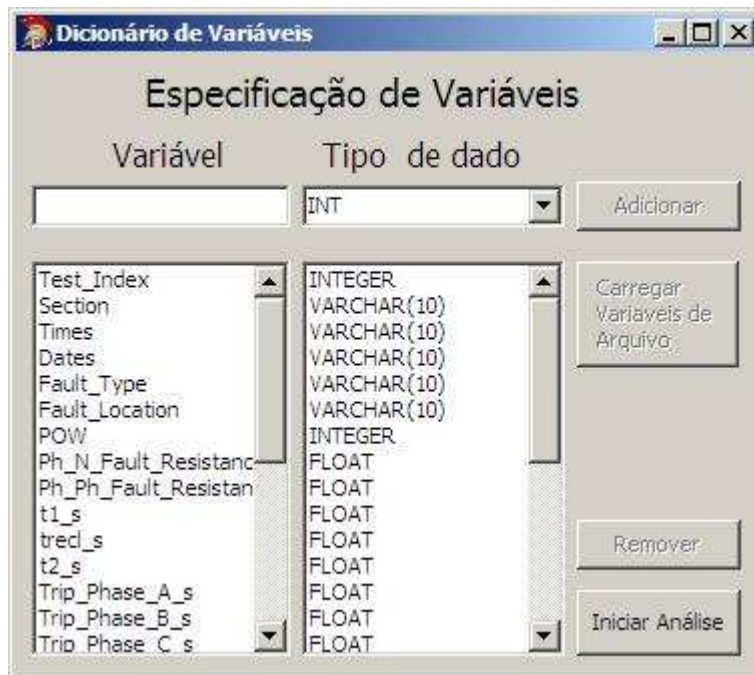 Dicionário de Variáveis
Especificação de Variáveis
Variável Tipo de dado
INT Adicionar
Test_Index INTEGER
Section VARCHAR(10)
Times VARCHAR(10)
Dates VARCHAR(10)
Fault_Type VARCHAR(10)
Fault_Location VARCHAR(10)
POW INTEGER
Ph_N_Fault_Resistanc FLOAT
Ph_Ph_Fault_Resistan FLOAT
t1_s FLOAT
trecl_s FLOAT
t2_s FLOAT
Trip_Phase_A_s FLOAT
Trip_Phase_B_s FLOAT
Trip_Phase_C_s FLOAT
Carregar
Variaveis de
Arquivo
Remover
Iniciar Análise